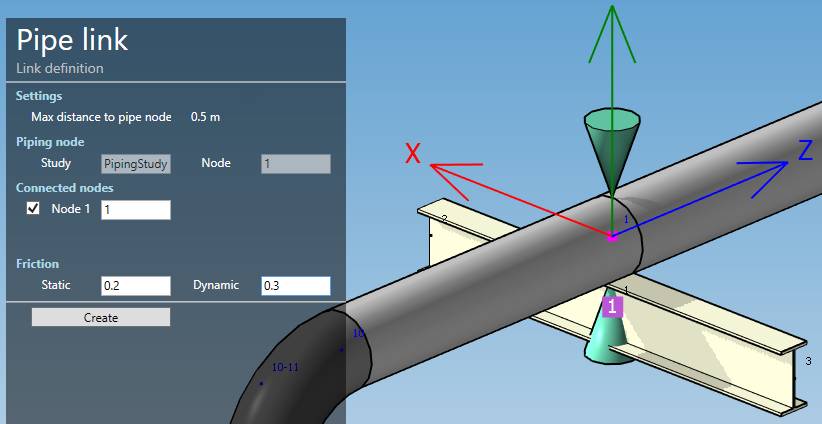 Pipe link
Link definition
Settings
Max distance to pipe node 0.5 m
Piping node
Study PipingStudy Node 1
Connected nodes
Node 1 1
Friction
Static 0.2 Dynamic 0.3
Create
X
Z
1
2
1
1
3
10
10-11